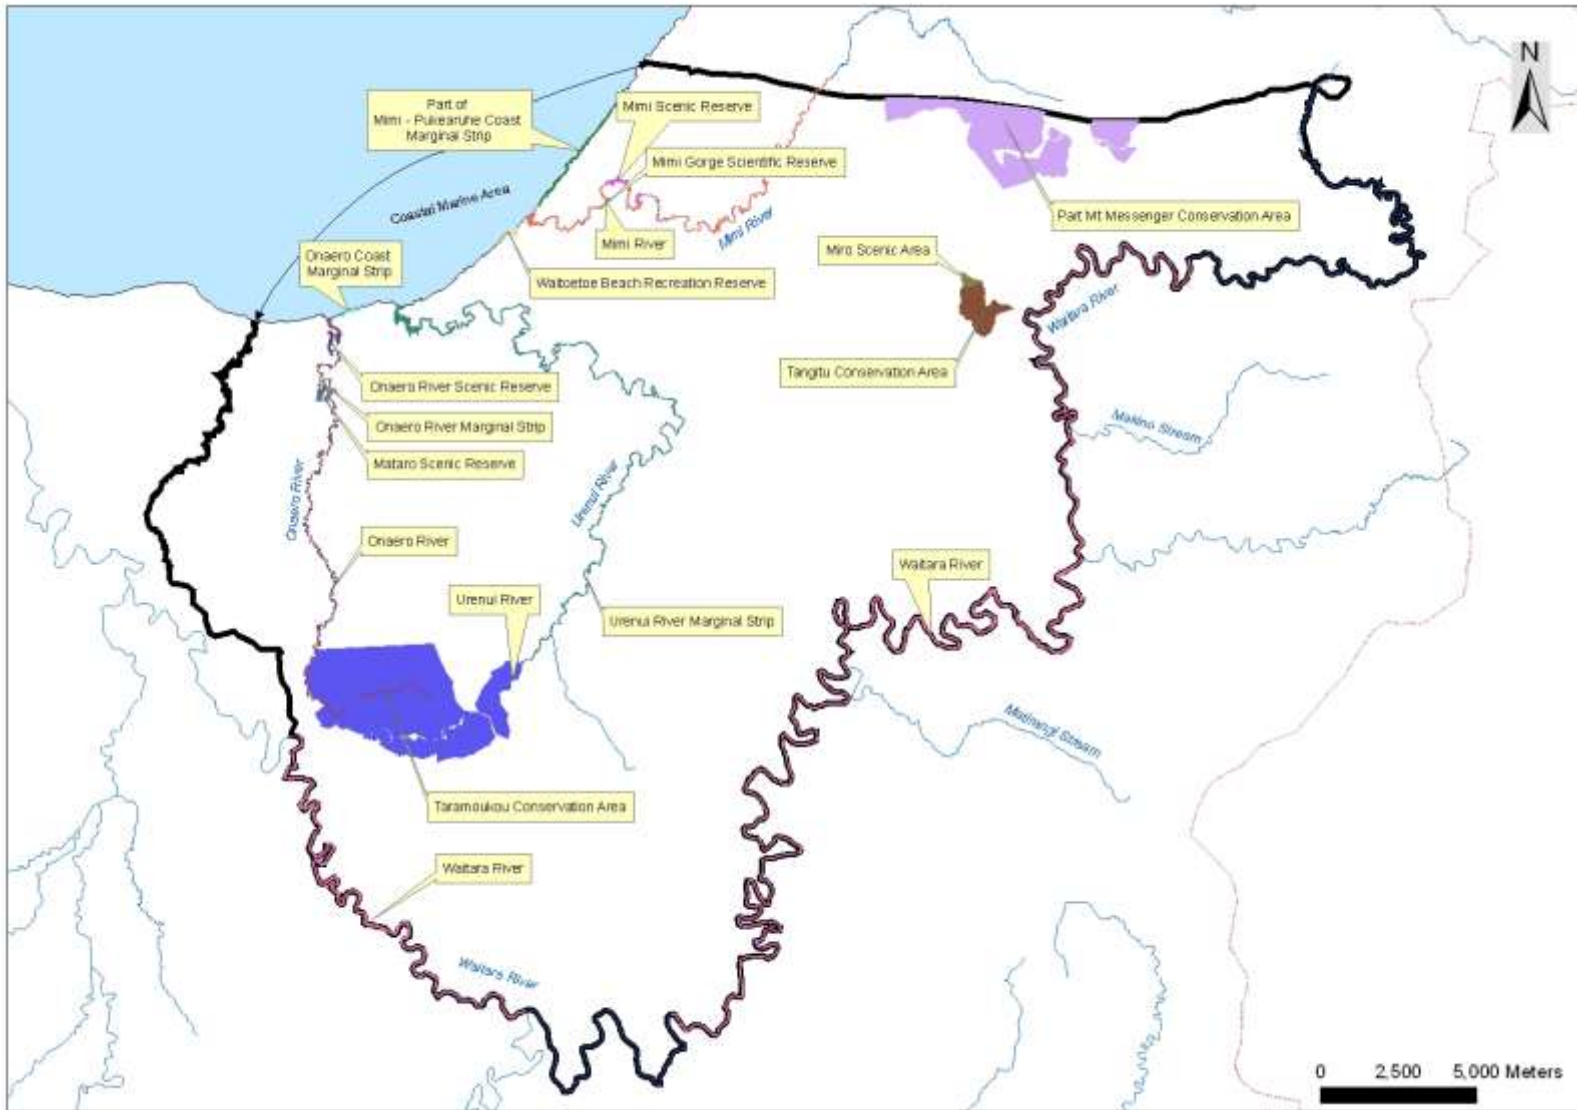 N
Part of
Mimi - Pukearuhe Coast
Marginal Strip
Mimi Scenic Reserve
Mimi Gorge Scientific Reserve
Coastal Marine Area
Part Mt Messenger Conservation Area
Mimi River
Mimi River
Onaero Coast
Marginal Strip
Miro Scenic Area
Waitoetoe Beach Recreation Reserve
Waitara River
Tangitu Conservation Area
Onaero River Scenic Reserve
Makino Stream
Onaero River Marginal Strip
Mataro Scenic Reserve
Onaero River
Urenui River
Onaero River
Waitara River
Urenui River
Urenui River Marginal Strip
Matirangi Stream
Taramoukou Conservation Area
Waitara River
Waitara River
0 2,500 5,000 Meters